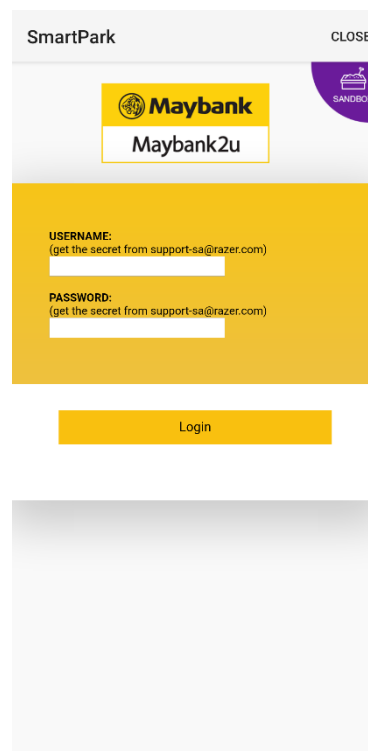 SmartPark
CLOSE
SANDBO
Maybank
Maybank2u
USERNAME:
(get the secret from support-sa@razer.com)
PASSWORD:
(get the secret from support-sa@razer.com)
Login